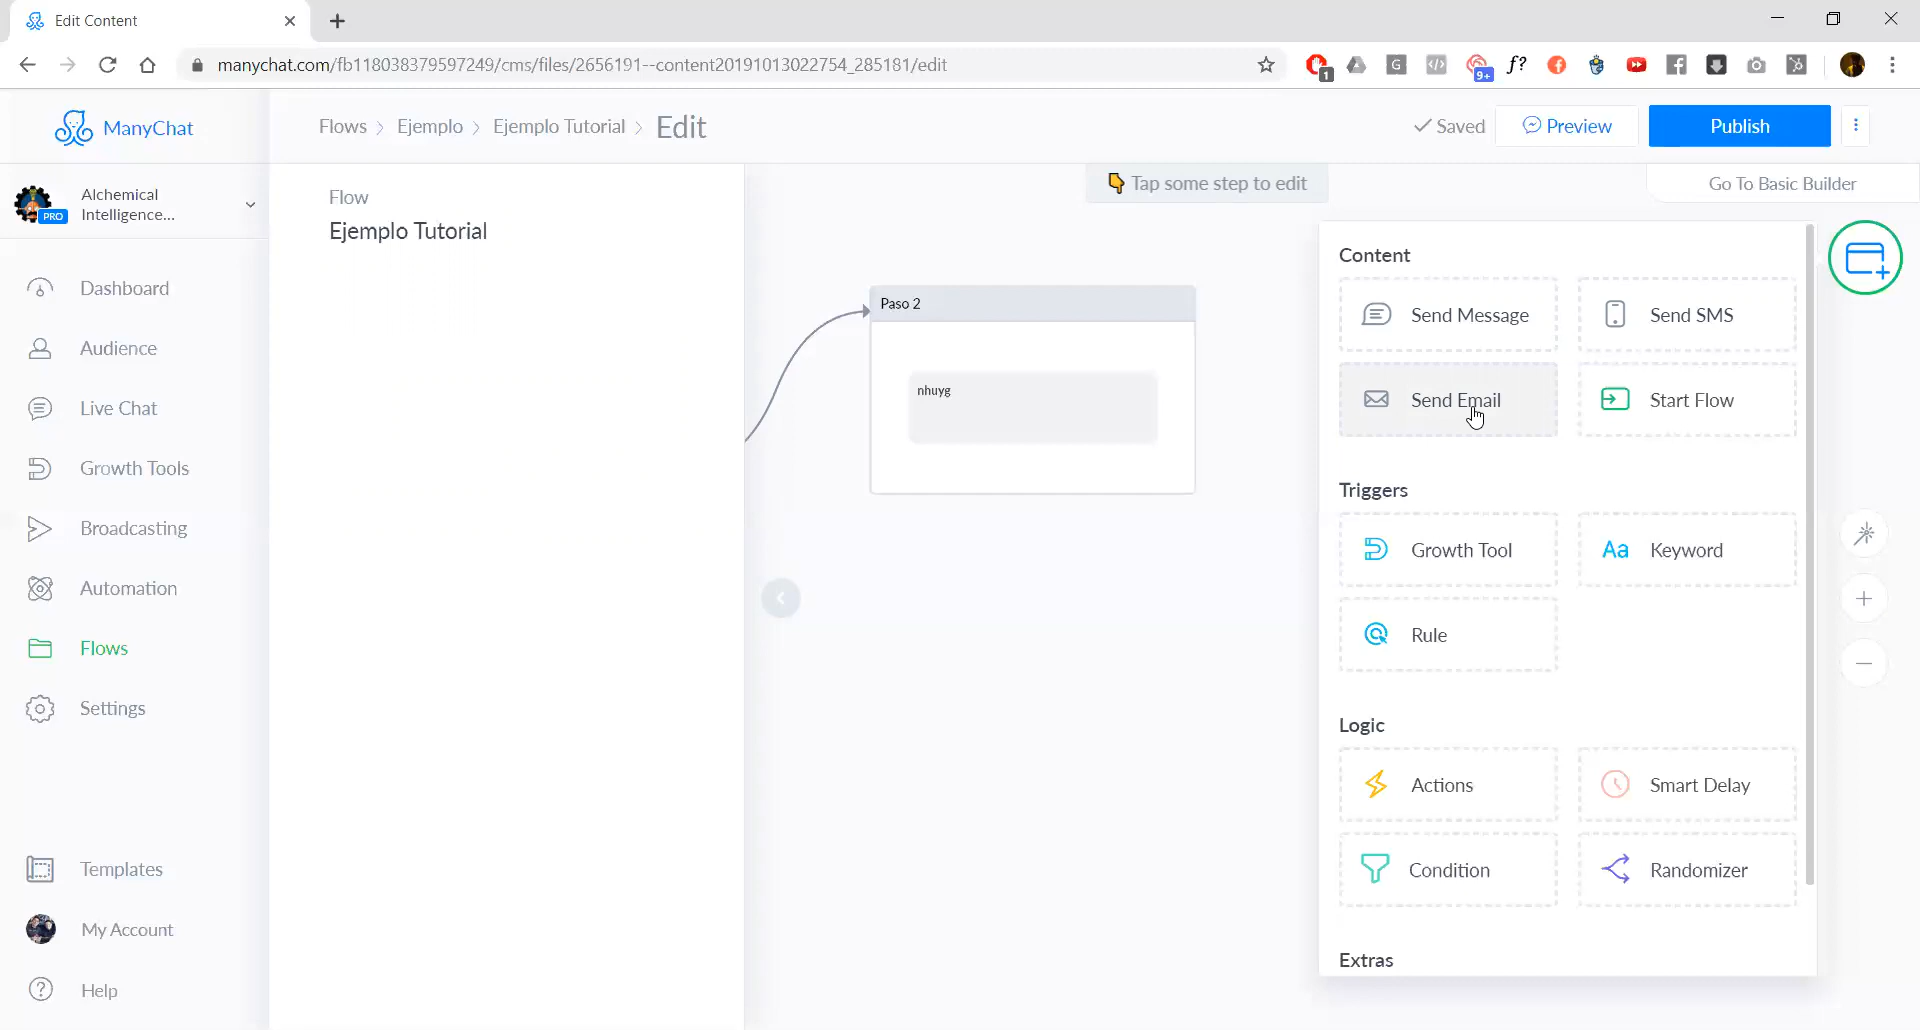 Edit Content
manychat.com/fb118038379597249/cms/files/2656191--content20191013022754_285181/edit
1
G
9+
f?
ManyChat
Flows > Ejemplo > Ejemplo Tutorial > Edit
Saved
Preview
Publish
Alchemical
Intelligence...
PRO
Dashboard
Audience
Live Chat
Growth Tools
Broadcasting
Automation
Flows
Settings
Templates
My Account
Help
Flow
Ejemplo Tutorial
Tap some step to edit
Go To Basic Builder
Paso 2
nhuyg
Content
Send Message
Send SMS
Send Email
Start Flow
Triggers
Growth Tool
Aa Keyword
Rule
Logic
Actions
Smart Delay
Condition
Randomizer
Extras